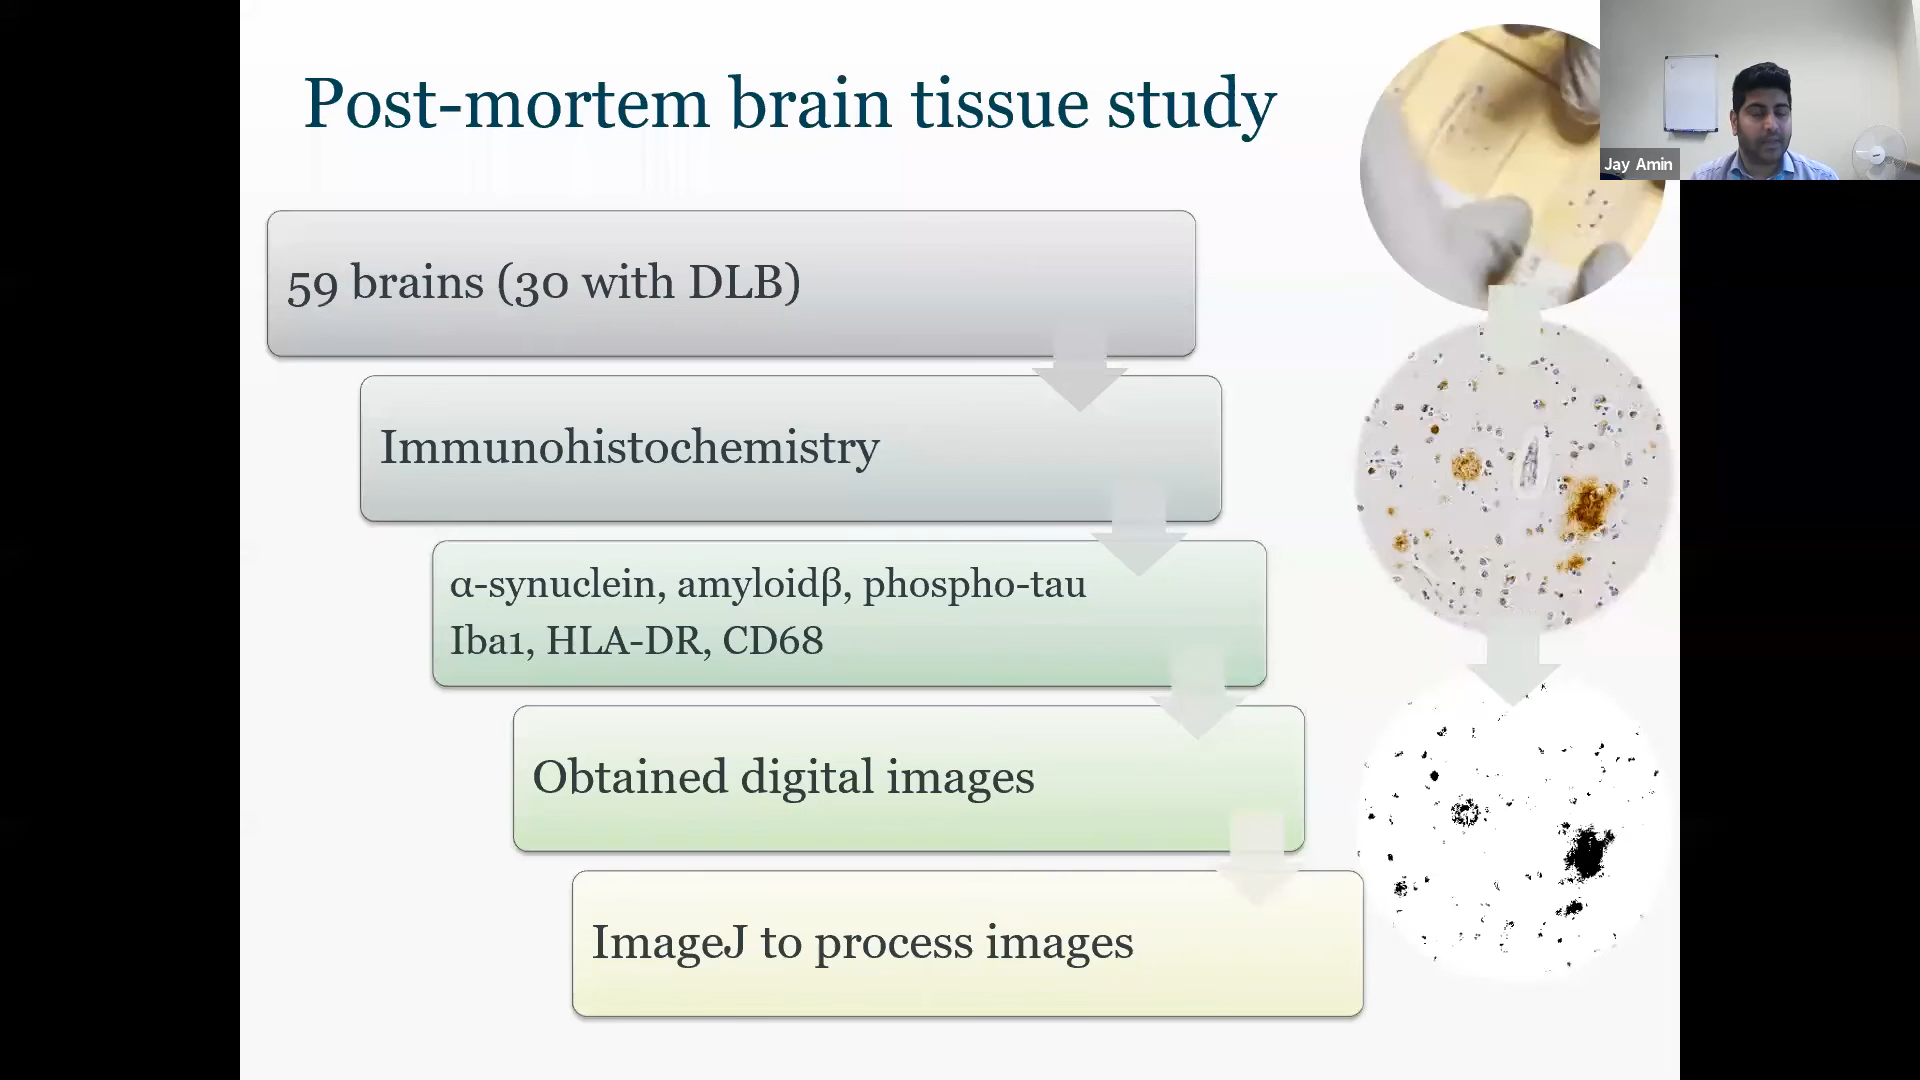 Post-mortem brain tissue study
Jay Amin
59 brains (30 with DLB)
Immunohistochemistry
α-synuclein, amyloidβ, phospho-tau
Iba1, HLA-DR, CD68
Obtained digital images
ImageJ to process images